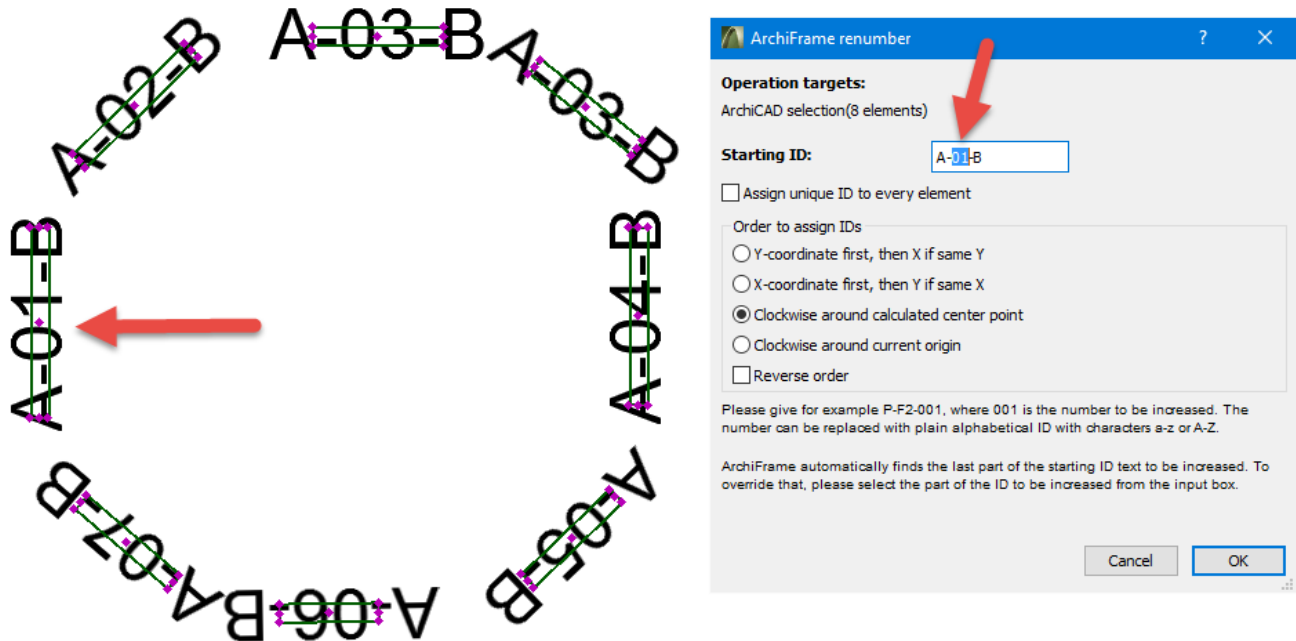 A-03-B
A-03-B
A-02-B
A-01-B
A-04-B
A-05-B
A-06-B
A-07-B
ArchiFrame renumber
Operation targets:
ArchiCAD selection(8 elements)
Starting ID: A-01-B
Assign unique ID to every element
Order to assign IDs
Y-coordinate first, then X if same Y
X-coordinate first, then Y if same X
Clockwise around calculated center point
Clockwise around current origin
Reverse order
Please give for example P-F2-001, where 001 is the number to be increased. The
number can be replaced with plain alphabetical ID with characters a-z or A-Z.
ArchiFrame automatically finds the last part of the starting ID text to be increased. To
override that, please select the part of the ID to be increased from the input box.
Cancel OK